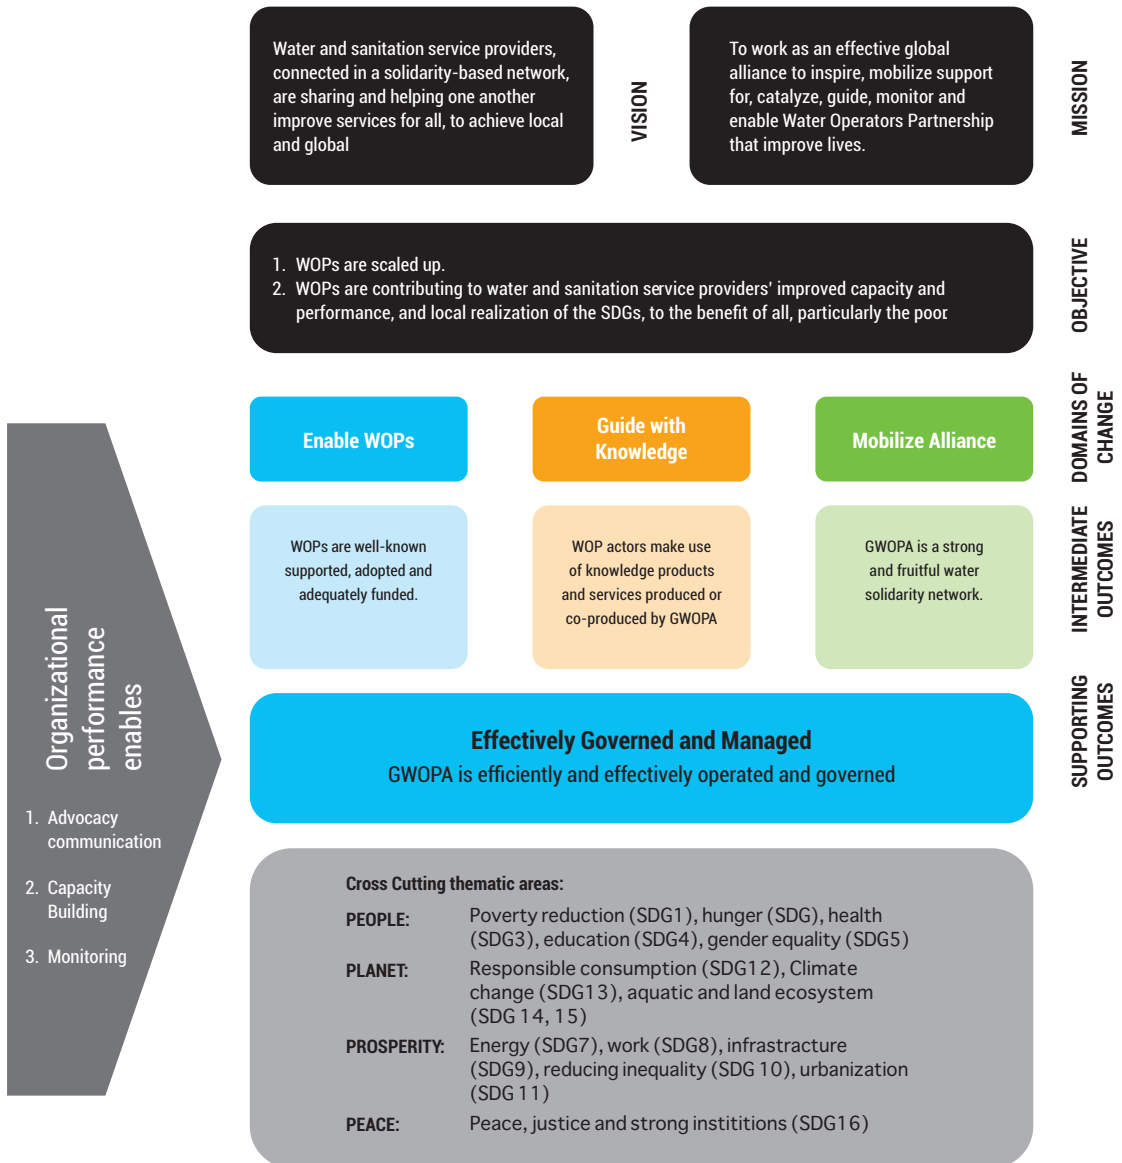 Water and sanitation service providers,
connected in a solidarity-based network,
are sharing and helping one another
improve services for all, to achieve local
and global
VISION
To work as an effective global
alliance to inspire, mobilize support
for, catalyze, guide, monitor and
enable Water Operators Partnership
that improve lives.
MISSION
1. WOPs are scaled up.
2. WOPs are contributing to water and sanitation service providers' improved capacity and
performance, and local realization of the SDGs, to the benefit of all, particularly the poor.
OBJECTIVE
Enable WOPs
Guide with
Knowledge
Mobilize Alliance
DOMAINS OF
CHANGE
WOPs are well-known
supported, adopted and
adequately funded.
WOP actors make use
of knowledge products
and services produced or
co-produced by GWOPA
GWOPA is a strong
and fruitful water
solidarity network.
INTERMEDIATE
OUTCOMES
Effectively Governed and Managed
GWOPA is efficiently and effectively operated and governed
SUPPORTING
OUTCOMES
Organizational
performance
enables
1. Advocacy
communication
2. Capacity
Building
3. Monitoring
Cross Cutting thematic areas:
PEOPLE: Poverty reduction (SDG1), hunger (SDG), health
(SDG3), education (SDG4), gender equality (SDG5)
PLANET: Responsible consumption (SDG12), Climate
change (SDG13), aquatic and land ecosystem
(SDG 14, 15)
PROSPERITY: Energy (SDG7), work (SDG8), infrastracture
(SDG9), reducing inequality (SDG 10), urbanization
(SDG 11)
PEACE: Peace, justice and strong instititions (SDG16)